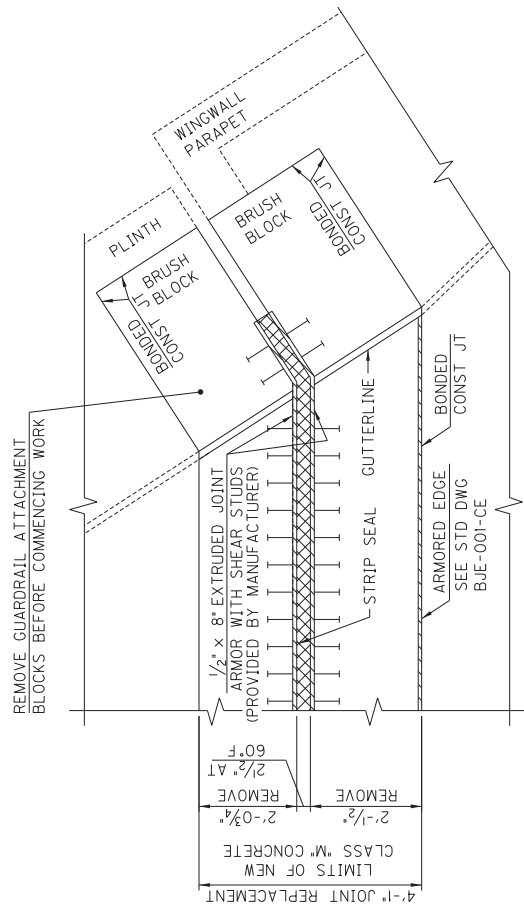 REMOVE GUARDRAIL ATTACHMENT
BLOCKS BEFORE COMMENCING WORK
PLINTH
WINGWALL
PARAPET
BRUSH
BLOCK
BONDED
CONST JT
BRUSH
BLOCK
BONDED
CONST JT
1/2" x 8" EXTRUDED JOINT
ARMOR WITH SHEAR STUDS
(PROVIDED BY MANUFACTURER)
STRIP SEAL
GUTTERLINE
ARMORED EDGE
SEE STD DWG
BJE-001-CE
BONDED
CONST JT
2 1/2" AT
60°F
2'-0 3/4"
REMOVE
2'-1/2"
REMOVE
4'-1" JOINT REPLACEMENT
LIMITS OF NEW
CLASS "M" CONCRETE